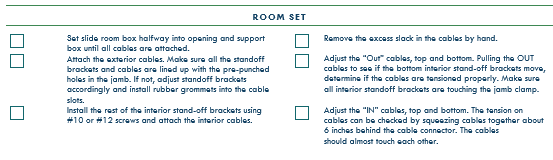 ROOM SET
Set slide room box halfway into opening and support
box until all cables are attached.
Attach the exterior cables. Make sure all the standoff
brackets and cables are lined up with the pre-punched
holes in the jamb. If not, adjust standoff brackets
accordingly and install rubber grommets into the cable
slots.
Install the rest of the interior stand-off brackets using
#10 or #12 screws and attach the interior cables.
Remove the excess slack in the cables by hand.
Adjust the "Out" cables, top and bottom. Pulling the OUT
cables to see if the bottom interior stand-off brackets move,
determine if the cables are tensioned properly. Make sure
all interior standoff brackets are touching the jamb clamp.
Adjust the "IN" cables, top and bottom. The tension on
cables can be checked by squeezing cables together about
6 inches behind the cable connector. The cables
should almost touch each other.